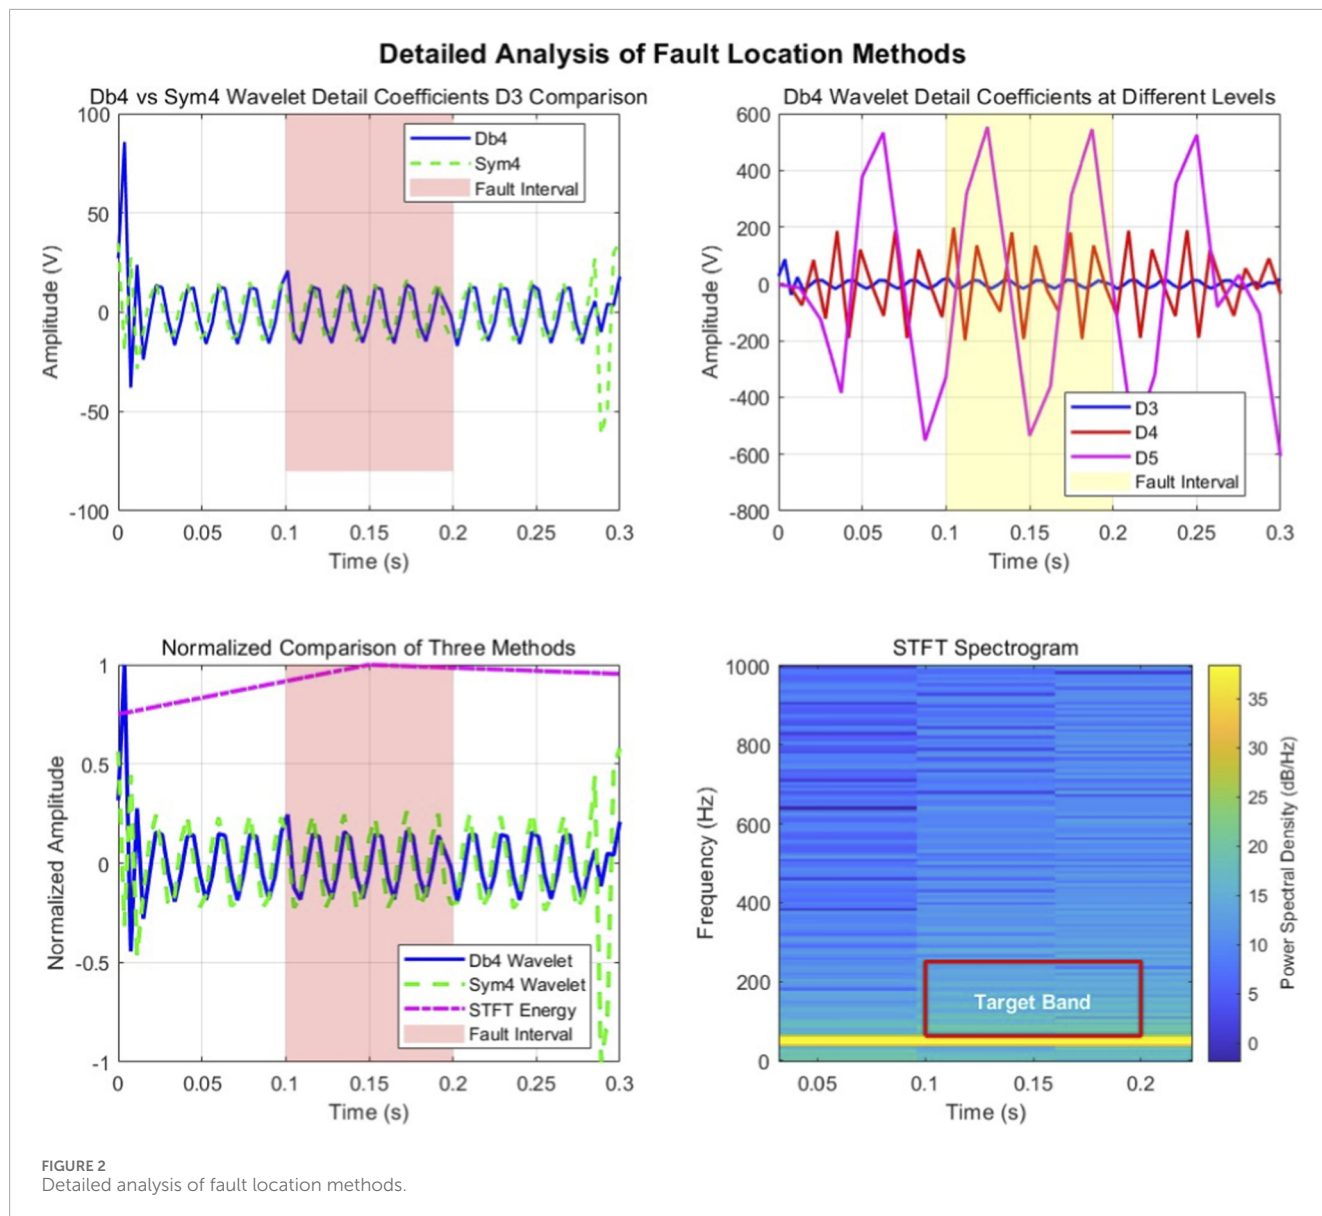 Detailed Analysis of Fault Location Methods
Db4 vs Sym4 Wavelet Detail Coefficients D3 Comparison
100
50
0
-50
-100
Amplitude (V)
Db4
Sym4
Fault Interval
0 0.05 0.1 0.15 0.2 0.25 0.3
Time (s)
Db4 Wavelet Detail Coefficients at Different Levels
600
400
200
0
-200
-400
-600
-800
Amplitude (V)
D3
D4
D5
Fault Interval
0 0.05 0.1 0.15 0.2 0.25 0.3
Time (s)
Normalized Comparison of Three Methods
1
0.5
0
-0.5
-1
Normalized Amplitude
Db4 Wavelet
Sym4 Wavelet
STFT Energy
Fault Interval
0 0.05 0.1 0.15 0.2 0.25 0.3
Time (s)
STFT Spectrogram
1000
800
600
400
200
0
Frequency (Hz)
Target Band
0.05 0.1 0.15 0.2
Time (s)
35
30
25
20
15
10
5
0
Power Spectral Density (dB/Hz)
FIGURE 2
Detailed analysis of fault location methods.